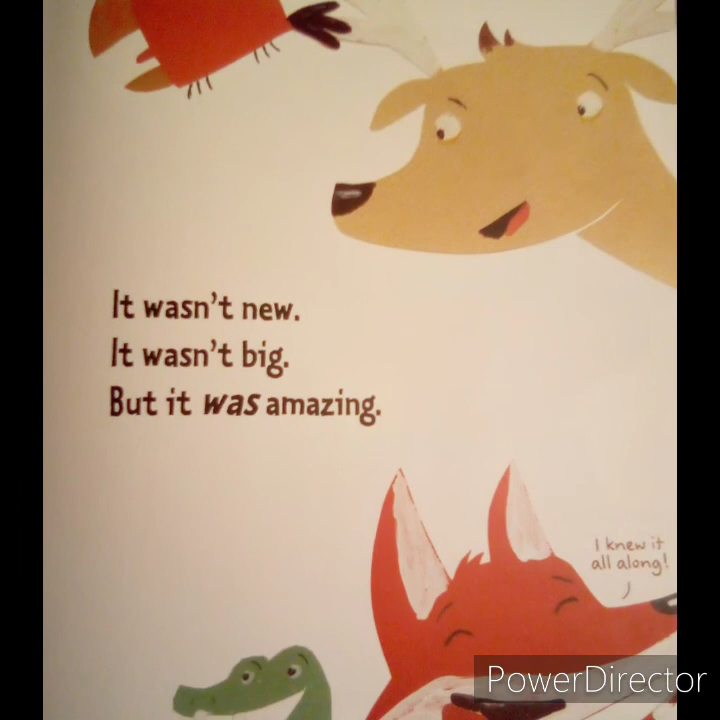 It wasn't new.
It wasn't big.
But it was amazing.
I knew it
all along!
PowerDirector